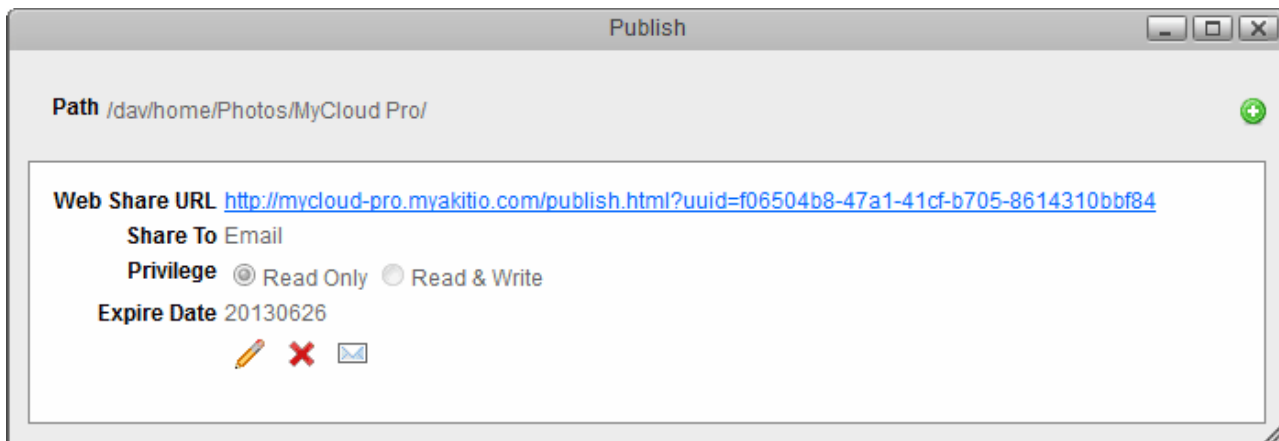 Publish
Path /dav/home/Photos/MyCloud Pro/
Web Share URL http://mycloud-pro.myakitio.com/publish.html?uuid=f06504b8-47a1-41cf-b705-8614310bbf84
Share To Email
Privilege Read Only Read & Write
Expire Date 20130626